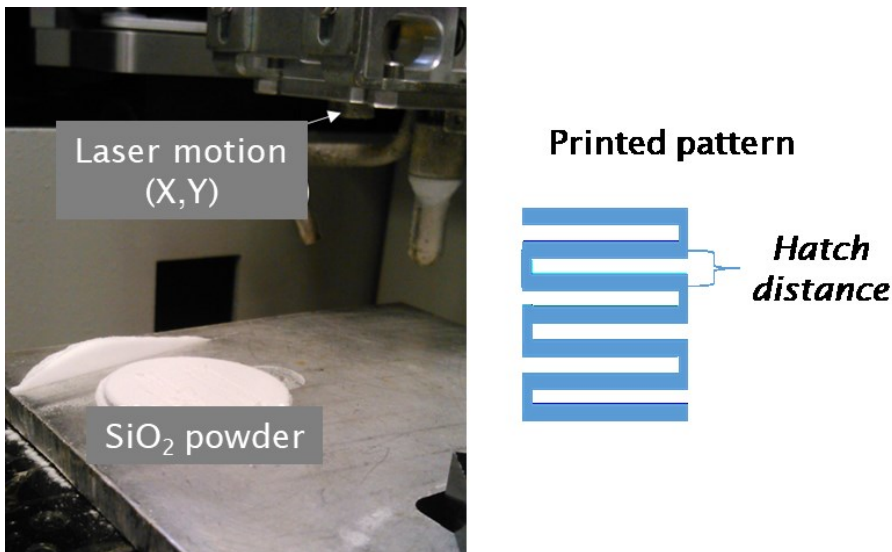 Laser motion
(X,Y)
)
SiO₂ powder
Printed pattern
Hatch
distance